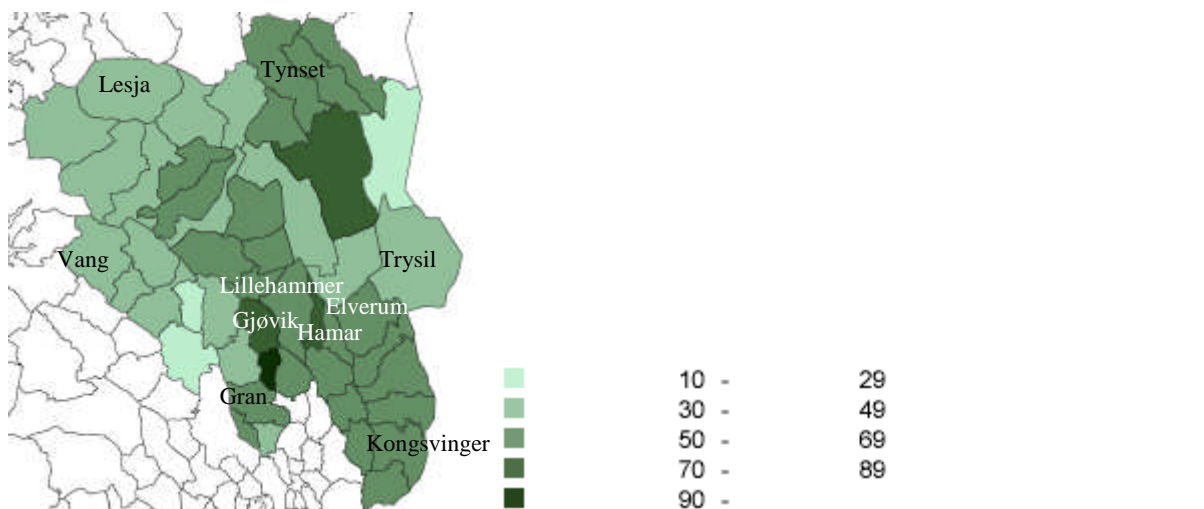 Tynset
Lesja
Vang
Trysil
Lillehammer
Elverum
Gjøvik
Hamar
Gran
Kongsvinger
10 - 29
30 - 49
50 - 69
70 - 89
90 -